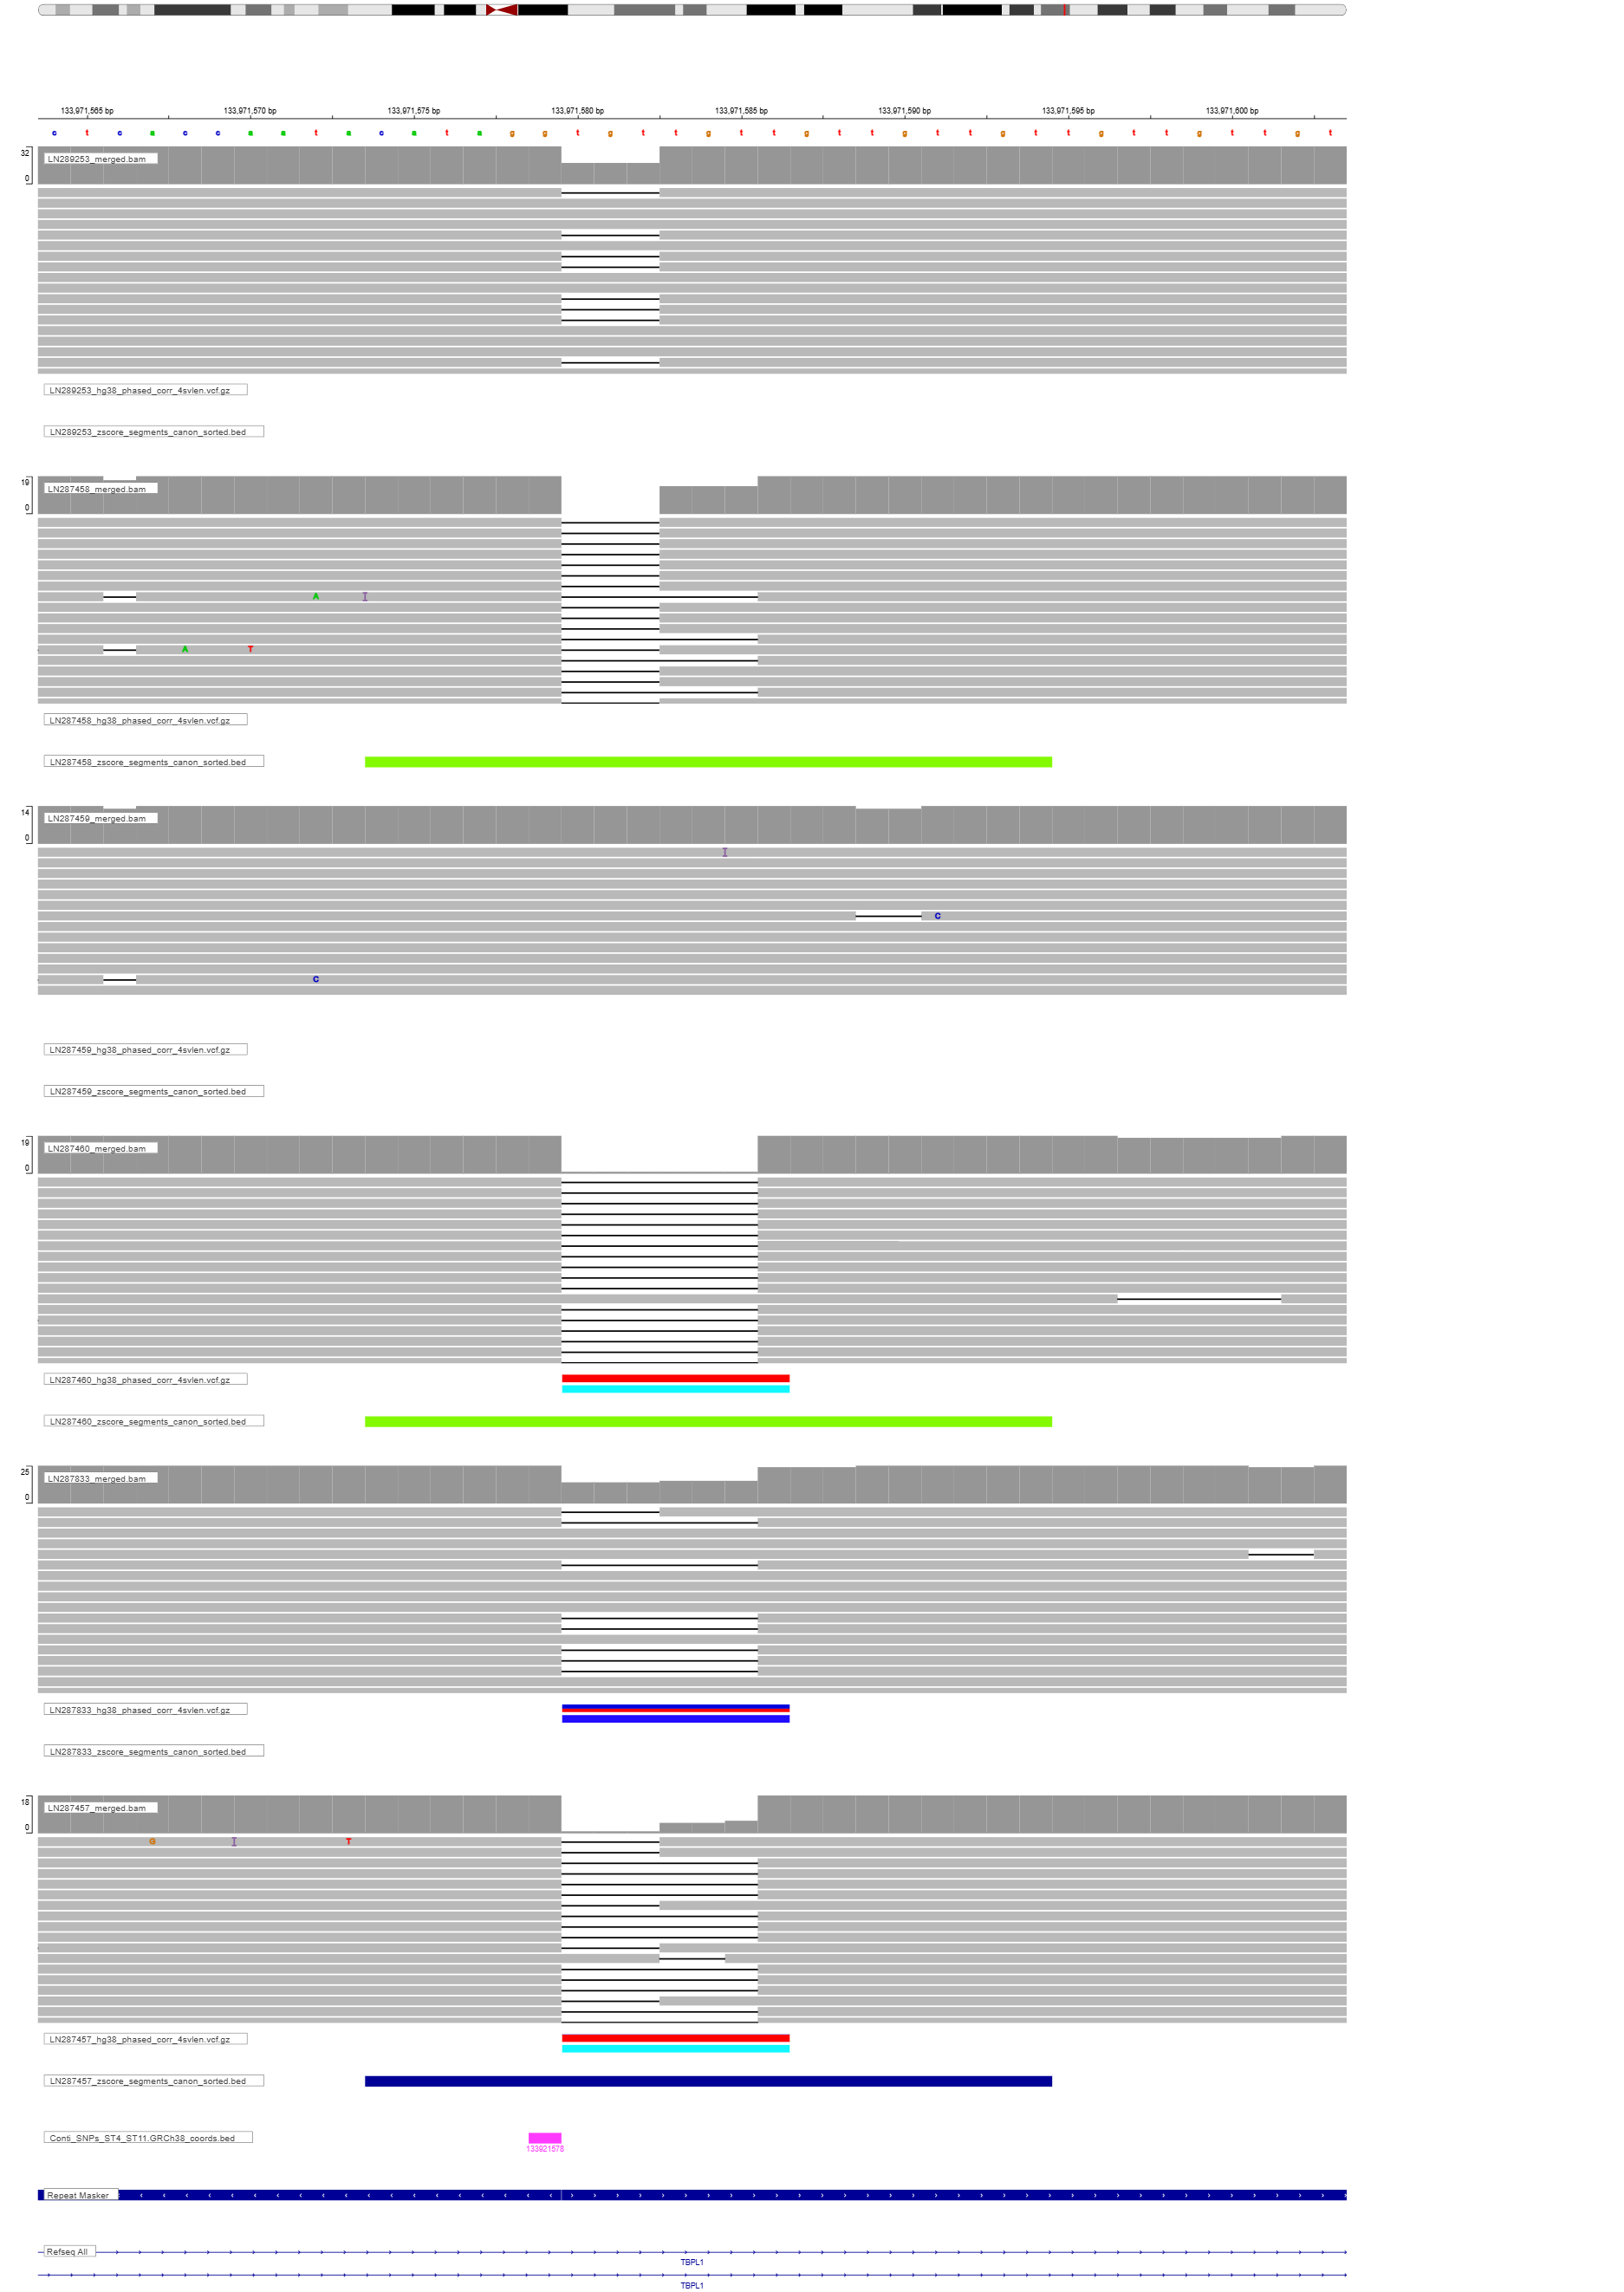 133,971,565 bp 133,971,570 bp 133,971,575 bp 133,971,580 bp 133,971,585 bp 133,971,590 bp 133,971,595 bp 133,971,600 bp
c t c a c c a a t a c a t a g g t g t t g t t g t t g t t g t t g t t g t
32
LN289253_merged.bam
0
LN289253_hg38_phased_corr_4svlen.vcf.gz
LN289253_zscore_segments_canon_sorted.bed
19
LN287458_merged.bam
0
A I
A T
LN287458_hg38_phased_corr_4svlen.vcf.gz
LN287458_zscore_segments_canon_sorted.bed
14
LN287459_merged.bam
0
I
C
C
LN287459_hg38_phased_corr_4svlen.vcf.gz
LN287459_zscore_segments_canon_sorted.bed
19
LN287460_merged.bam
0
LN287460_hg38_phased_corr_4svlen.vcf.gz
LN287460_zscore_segments_canon_sorted.bed
25
LN287833_merged.bam
0
LN287833_hg38_phased_corr_4svlen.vcf.gz
LN287833_zscore_segments_canon_sorted.bed
18
LN287457_merged.bam
0
G I T
LN287457_hg38_phased_corr_4svlen.vcf.gz
LN287457_zscore_segments_canon_sorted.bed
Conti_SNPs_ST4_ST11.GRCh38_coords.bed
133921578
Repeat Masker
Refseq All
TBPL1
TBPL1